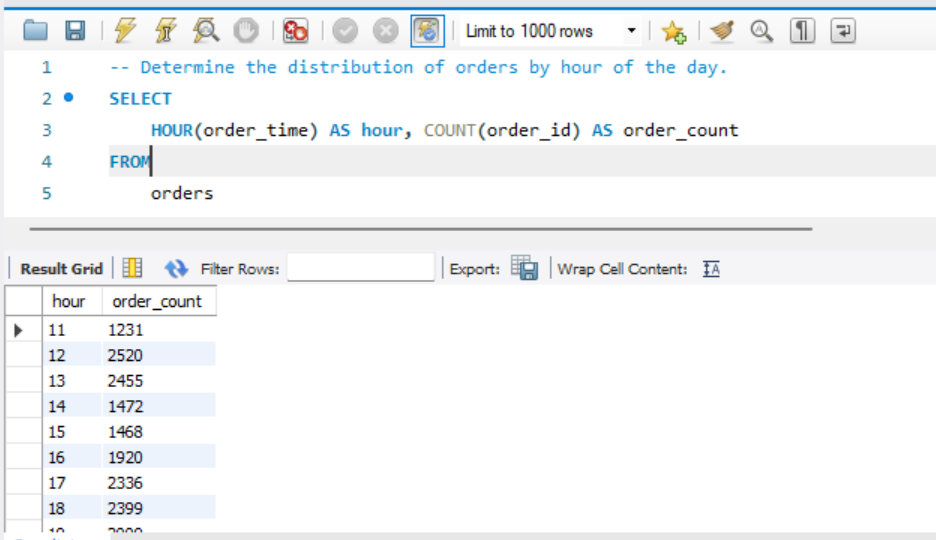 Limit to 1000 rows
1 -- Determine the distribution of orders by hour of the day.
2 SELECT
3 HOUR(order_time) AS hour, COUNT(order_id) AS order_count
4 FROM
5 orders
Result Grid Filter Rows: Export: Wrap Cell Content: IA
hour order_count
11 1231
12 2520
13 2455
14 1472
15 1468
16 1920
17 2336
18 2399